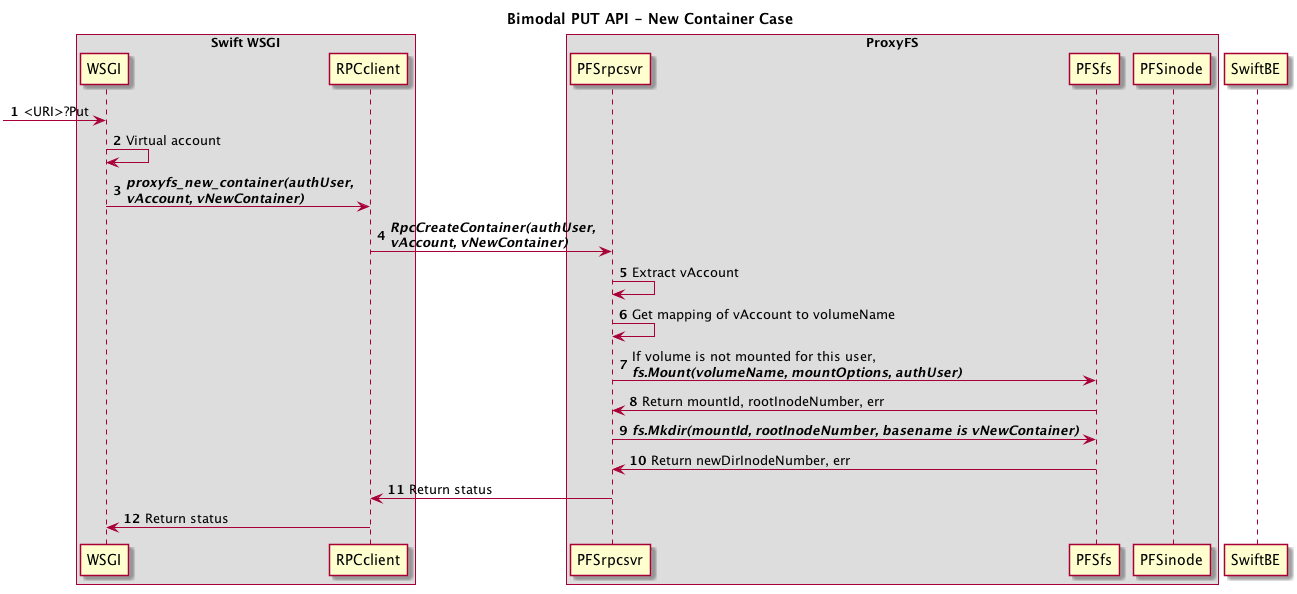 Bimodal PUT API - New Container Case
Swift WSGI
ProxyFS
WSGI
RPCclient
PFSrpcsvr
PFSfs
PFSinode
SwiftBE
1 <URI>?Put
2 Virtual account
3 proxyfs_new_container(authUser,
vAccount, vNewContainer)
4 RpcCreateContainer(authUser,
vAccount, vNewContainer)
5 Extract vAccount
6 Get mapping of vAccount to volumeName
7 If volume is not mounted for this user,
fs.Mount(volumeName, mountOptions, authUser)
8 Return mountId, rootInodeNumber, err
9 fs.Mkdir(mountId, rootInodeNumber, basename is vNewContainer)
10 Return newDirInodeNumber, err
11 Return status
12 Return status
WSGI
RPCclient
PFSrpcsvr
PFSfs
PFSinode
SwiftBE